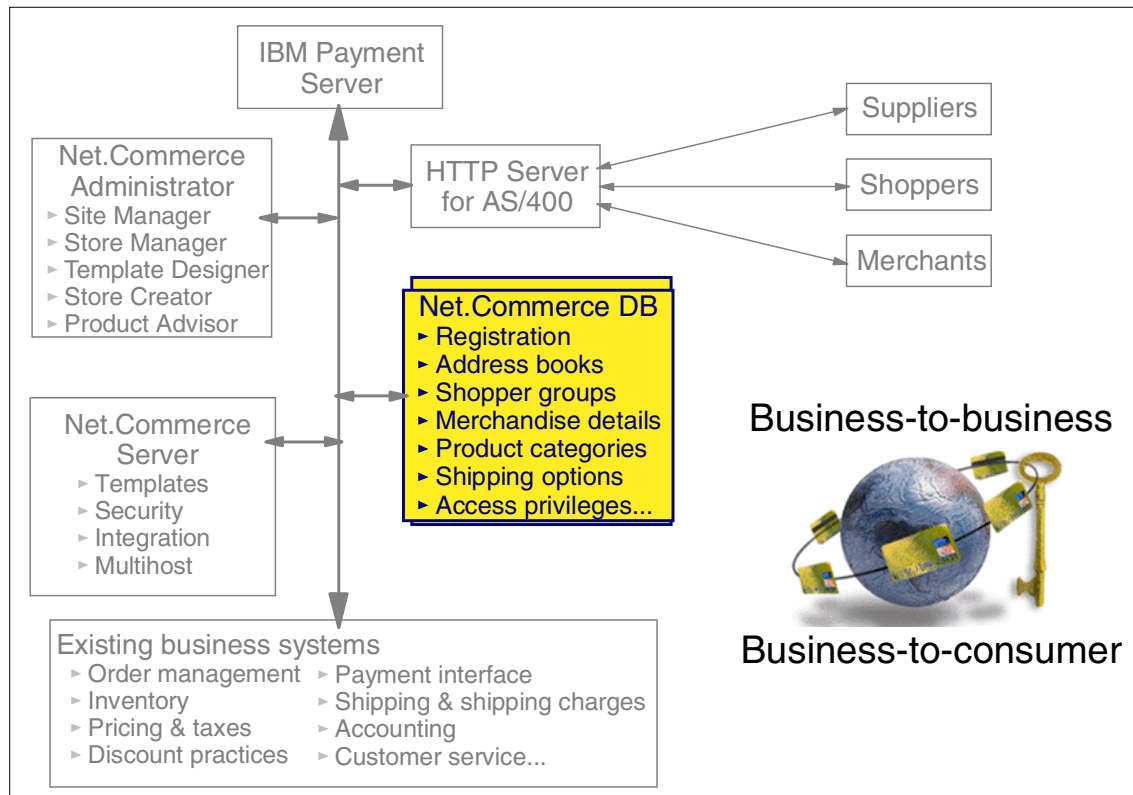 IBM Payment
Server
Net.Commerce
Administrator
► Site Manager
► Store Manager
► Template Designer
► Store Creator
► Product Advisor
HTTP Server
for AS/400
Suppliers
Shoppers
Merchants
Net.Commerce DB
► Registration
► Address books
► Shopper groups
► Merchandise details
► Product categories
► Shipping options
► Access privileges...
Net.Commerce
Server
► Templates
► Security
► Integration
► Multihost
Business-to-business
Business-to-consumer
Existing business systems
► Order management
► Inventory
► Pricing & taxes
► Discount practices
► Payment interface
► Shipping & shipping charges
► Accounting
► Customer service...